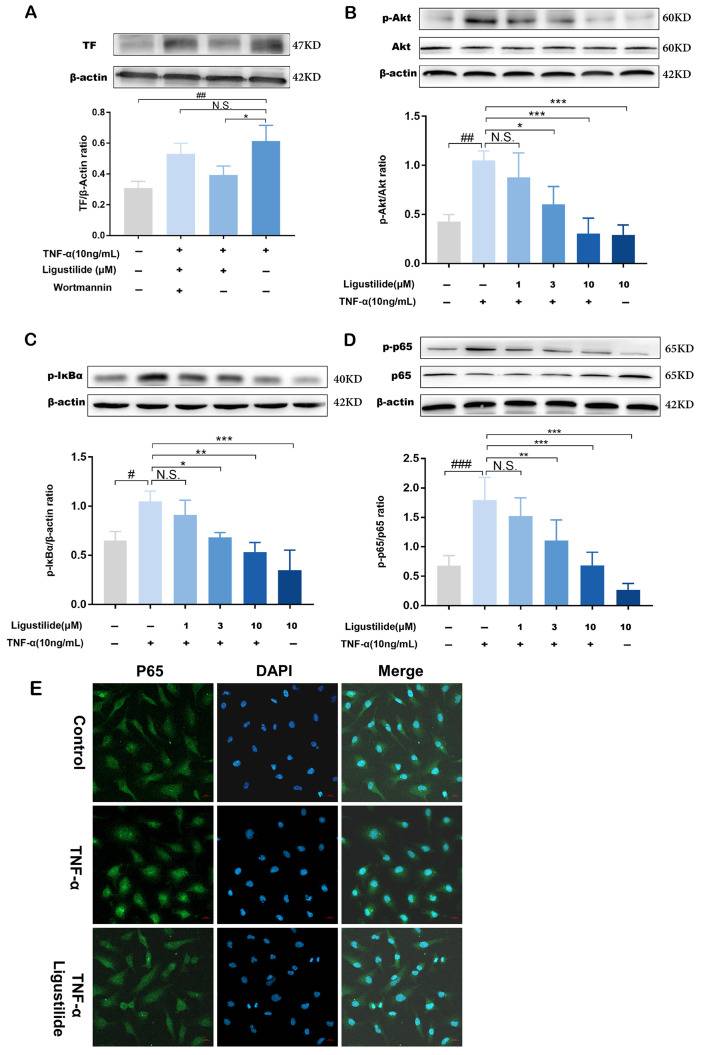 A
TF
47KD
β-actin
42KD
##
N.S.
*
TF/β-Actin ratio
0.8
0.6
0.4
0.2
0.0
TNF-α(10ng/mL) – + + +
Ligustilide (μM) – + + –
Wortmannin – + – –
B
p-Akt
60KD
Akt
60KD
β-actin
42KD
***
***
*
## N.S.
p-Akt/Akt ratio
1.5
1.0
0.5
0.0
Ligustilide(μM) – – 1 3 10 10
TNF-α(10ng/mL) – + + + + –
C
p-IκBα
40KD
β-actin
42KD
***
**
*
# N.S.
p-IκBα/β-actin ratio
1.5
1.0
0.5
0.0
Ligustilide(μM) – – 1 3 10 10
TNF-α(10ng/mL) – + + + + –
D
p-p65
65KD
p65
65KD
β-actin
42KD
***
***
**
### N.S.
p-p65/p65 ratio
2.5
2.0
1.5
1.0
0.5
0.0
Ligustilide(μM) – – 1 3 10 10
TNF-α(10ng/mL) – + + + + –
E
P65 DAPI Merge
Control
TNF-α
TNF-α
Ligustilide